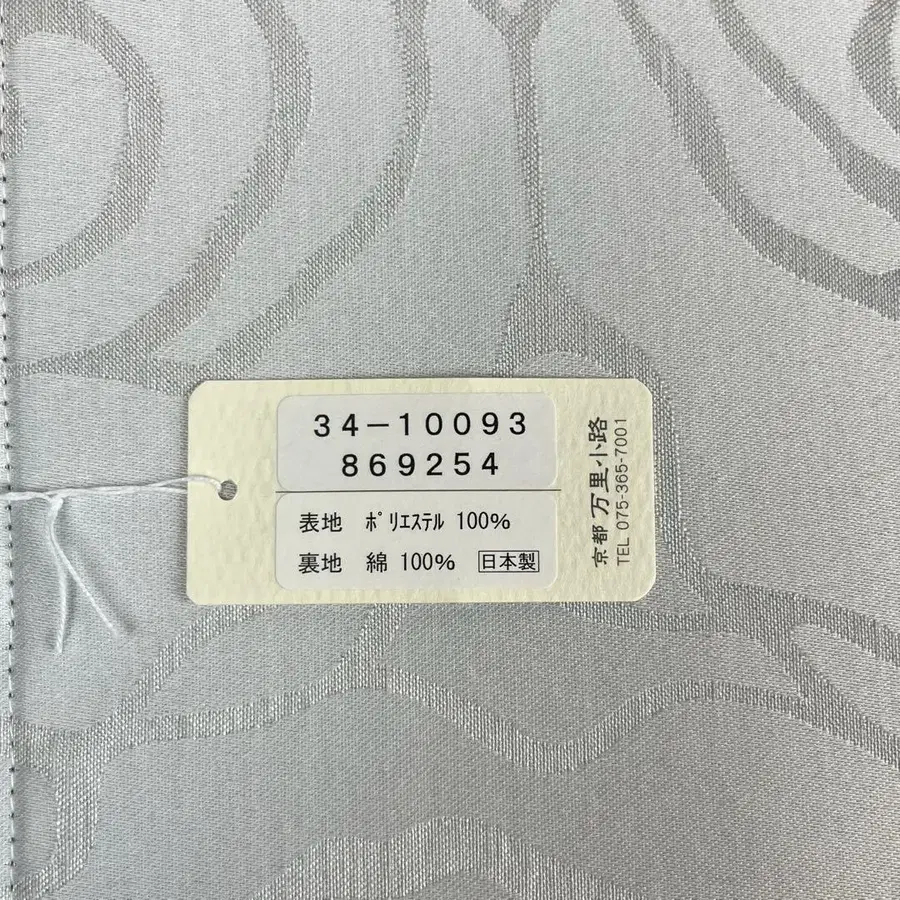 34-10093
869254
表地 ﾎﾟﾘｴｽﾃﾙ 100%
裏地 綿 100% 日本製
京都 万里小路
TEL 075-365-7001